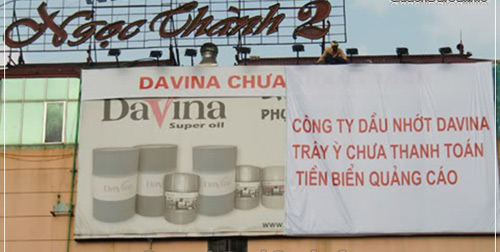 Ngọc Thành 2
DAVINA CHƯA
DaVina
Super oil
CÔNG TY DẦU NHỚT DAVINA
TRÂY Ỳ CHƯA THANH TOÁN
TIỀN BIỂN QUẢNG CÁO